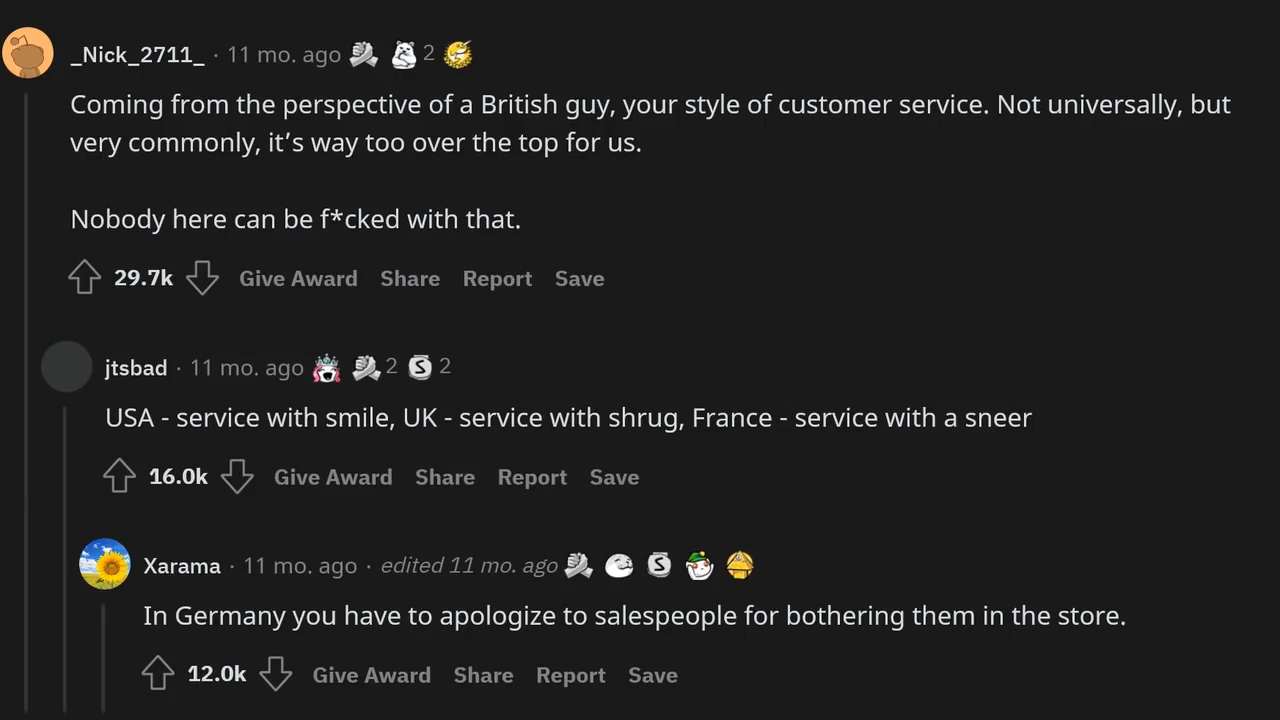 _Nick_2711_ · 11 mo. ago 2
Coming from the perspective of a British guy, your style of customer service. Not universally, but
very commonly, it’s way too over the top for us.
Nobody here can be f*cked with that.
29.7k Give Award Share Report Save
jtsbad · 11 mo. ago 2 S 2
USA - service with smile, UK - service with shrug, France - service with a sneer
16.0k Give Award Share Report Save
Xarama · 11 mo. ago · edited 11 mo. ago S
In Germany you have to apologize to salespeople for bothering them in the store.
12.0k Give Award Share Report Save